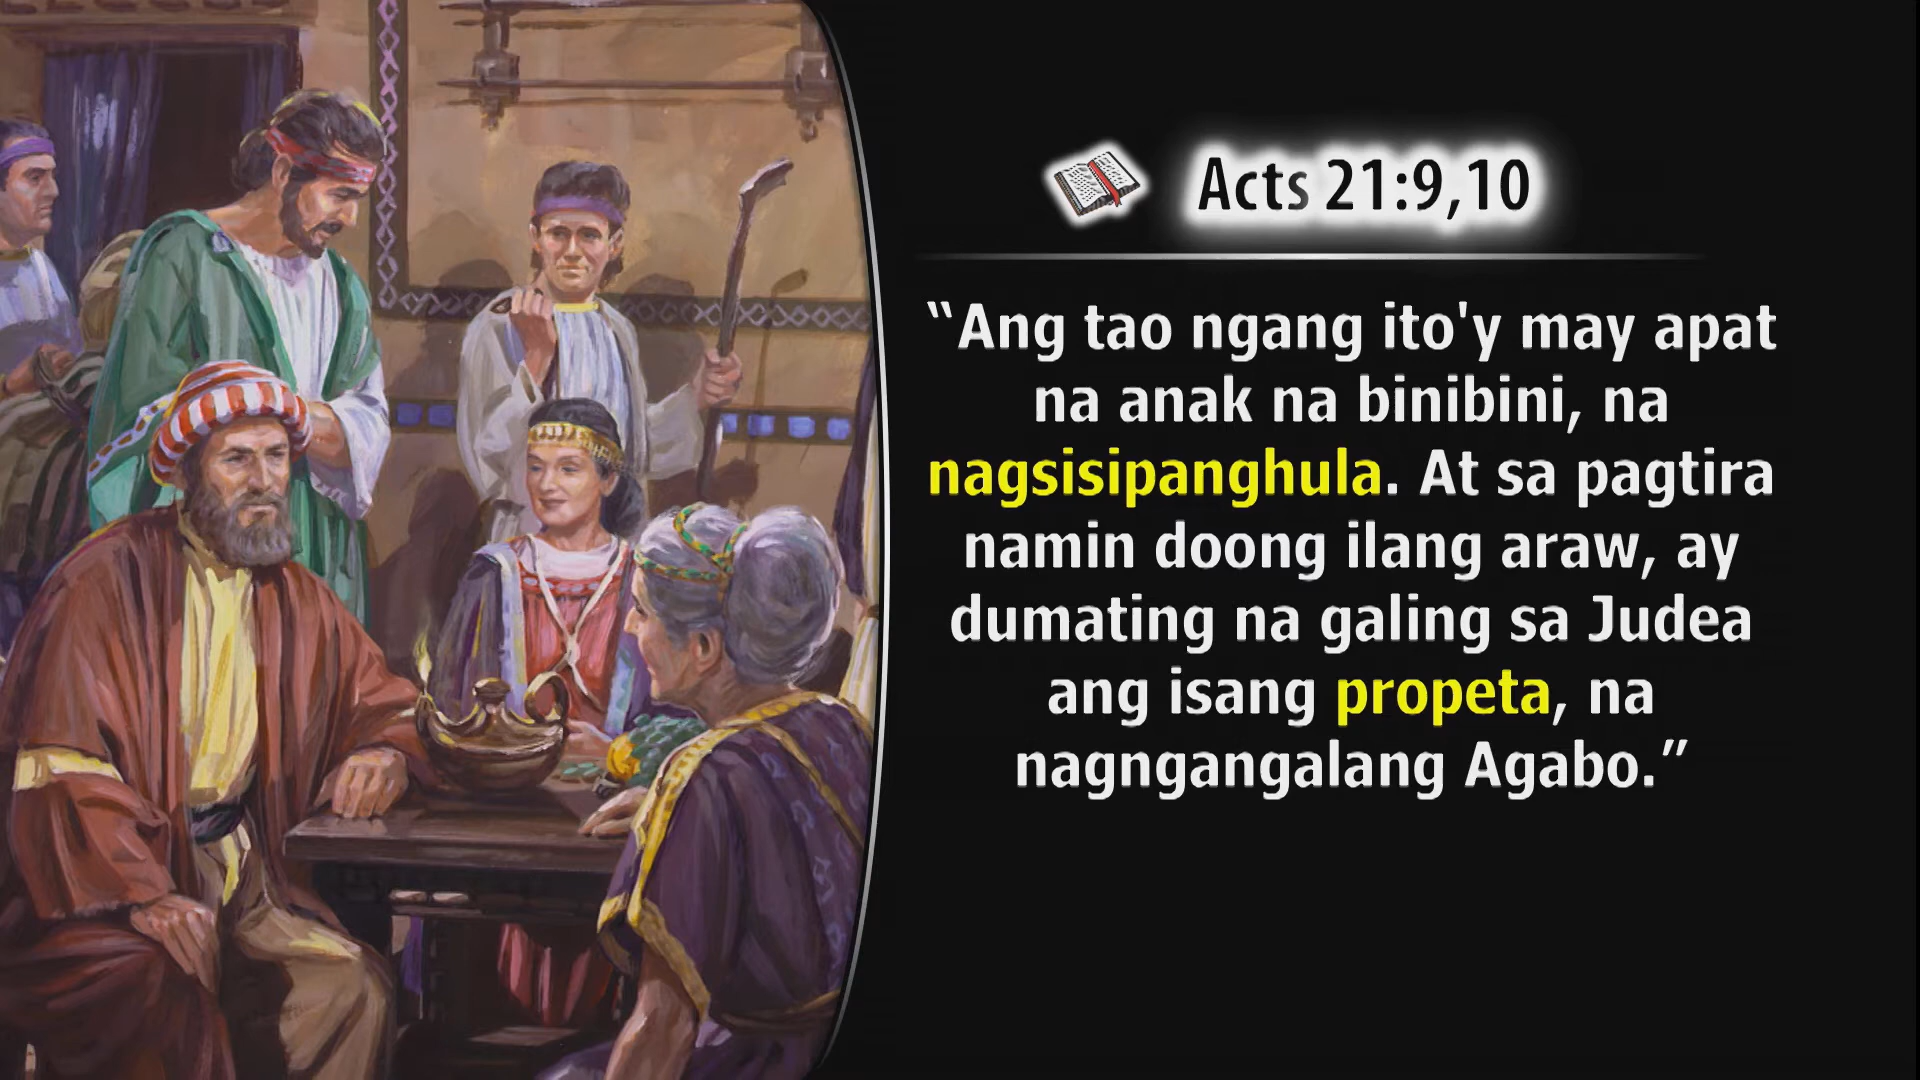 Acts 21:9,10
“Ang tao ngang ito'y may apat
na anak na binibini, na
nagsisipanghula. At sa pagtira
namin doong ilang araw, ay
dumating na galing sa Judea
ang isang propeta, na
nagngangalang Agabo.”